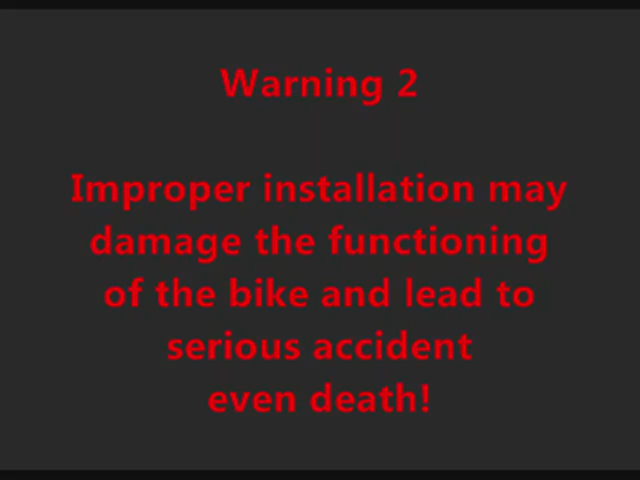 Warning 2
Improper installation may
damage the functioning
of the bike and lead to
serious accident
even death!